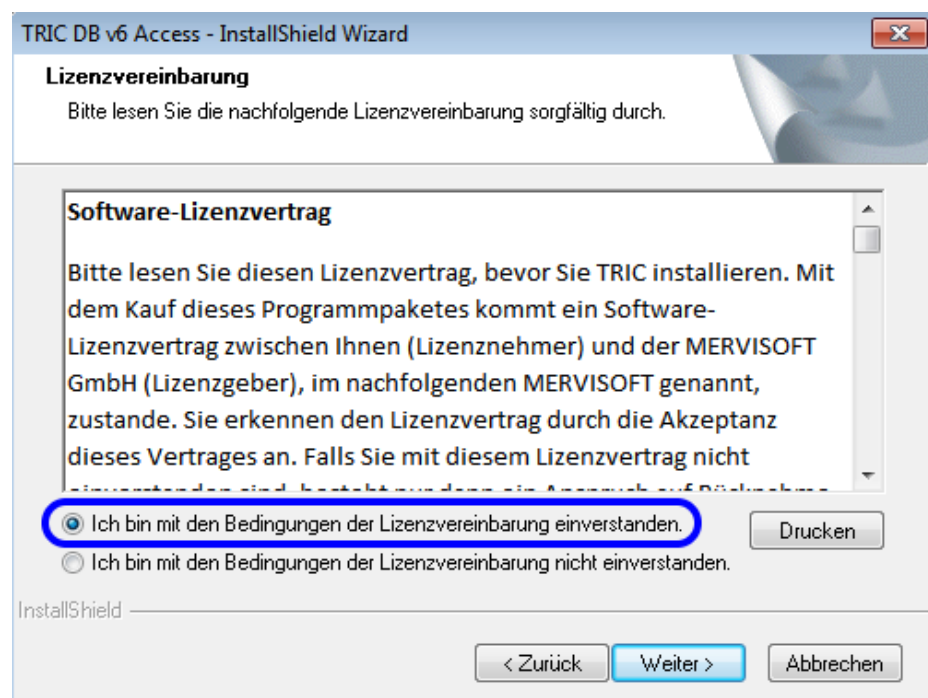 TRIC DB v6 Access - InstallShield Wizard
Lizenzvereinbarung
Bitte lesen Sie die nachfolgende Lizenzvereinbarung sorgfältig durch.
Software-Lizenzvertrag
Bitte lesen Sie diesen Lizenzvertrag, bevor Sie TRIC installieren. Mit
dem Kauf dieses Programmpaketes kommt ein Software-
Lizenzvertrag zwischen Ihnen (Lizenznehmer) und der MERVISOFT
GmbH (Lizenzgeber), im nachfolgenden MERVISOFT genannt,
zustande. Sie erkennen den Lizenzvertrag durch die Akzeptanz
dieses Vertrages an. Falls Sie mit diesem Lizenzvertrag nicht
Ich bin mit den Bedingungen der Lizenzvereinbarung einverstanden.
Drucken
Ich bin mit den Bedingungen der Lizenzvereinbarung nicht einverstanden.
InstallShield
< Zurück
Weiter >
Abbrechen